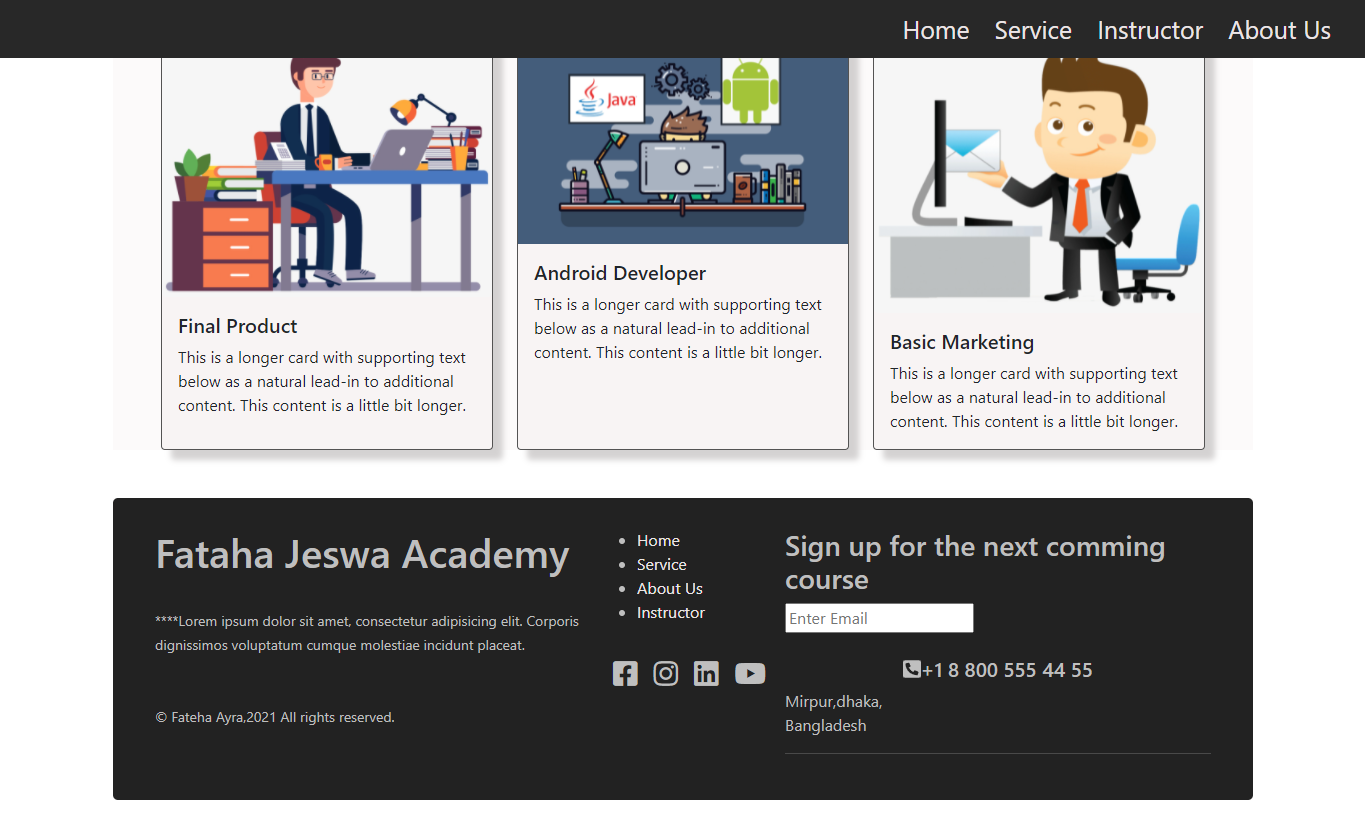 Home Service Instructor About Us
Java
Final Product
This is a longer card with supporting text
below as a natural lead-in to additional
content. This content is a little bit longer.
Android Developer
This is a longer card with supporting text
below as a natural lead-in to additional
content. This content is a little bit longer.
Basic Marketing
This is a longer card with supporting text
below as a natural lead-in to additional
content. This content is a little bit longer.
Fataha Jeswa Academy
****Lorem ipsum dolor sit amet, consectetur adipisicing elit. Corporis
dignissimos voluptatum cumque molestiae incidunt placeat.
© Fateha Ayra,2021 All rights reserved.
Home
Service
About Us
Instructor
in
Sign up for the next comming
course
Enter Email
+1 8 800 555 44 55
Mirpur,dhaka,
Bangladesh